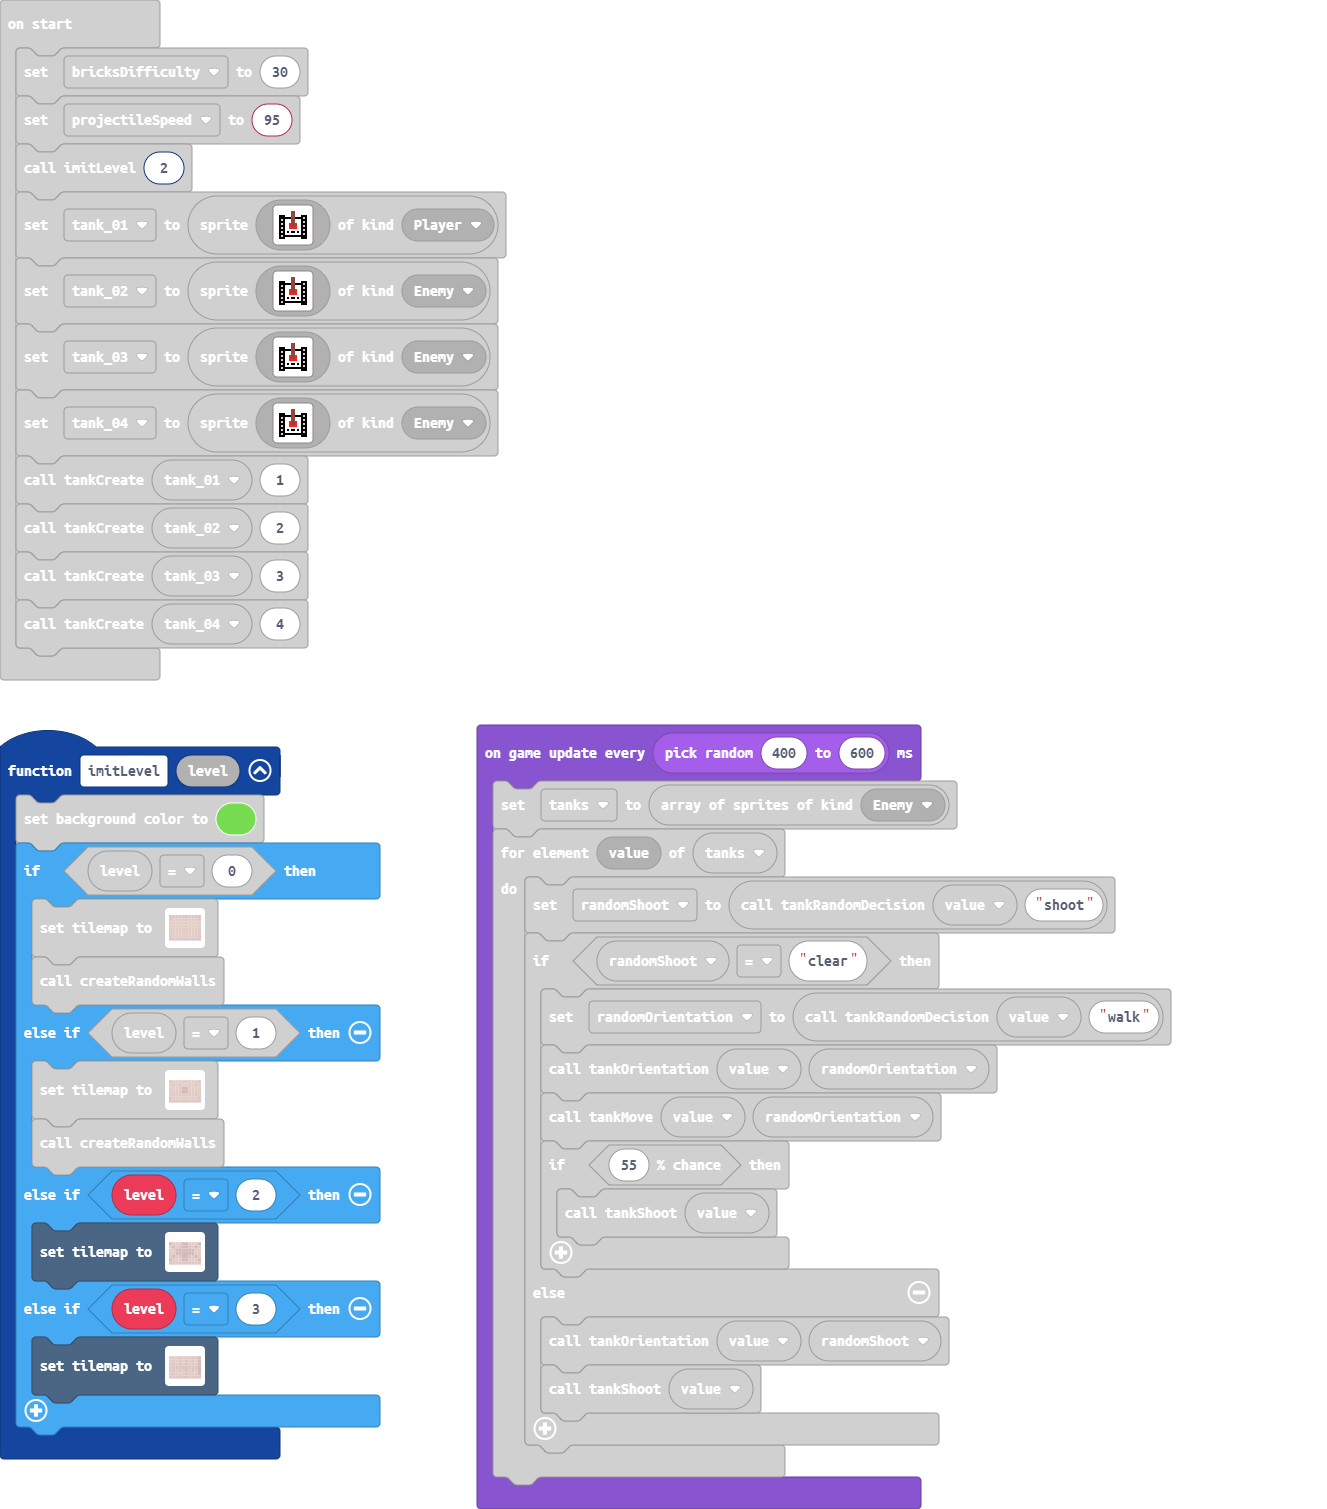 on start
set bricksDifficulty to 30
set projectileSpeed to 95
call imitLevel 2
set tank_01 to sprite of kind Player
set tank_02 to sprite of kind Enemy
set tank_03 to sprite of kind Enemy
set tank_04 to sprite of kind Enemy
call tankCreate tank_01 1
call tankCreate tank_02 2
call tankCreate tank_03 3
call tankCreate tank_04 4
function imitLevel level
set background color to
if level = 0 then
set tilemap to
call createRandomWalls
else if level = 1 then
set tilemap to
call createRandomWalls
else if level = 2 then
set tilemap to
else if level = 3 then
set tilemap to
on game update every pick random 400 to 600 ms
set tanks to array of sprites of kind Enemy
for element value of tanks
do
set randomShoot to call tankRandomDecision value "shoot"
if randomShoot = "clear" then
set randomOrientation to call tankRandomDecision value "walk"
call tankOrientation value randomOrientation
call tankMove value randomOrientation
if 55 % chance then
call tankShoot value
else
call tankOrientation value randomShoot
call tankShoot value